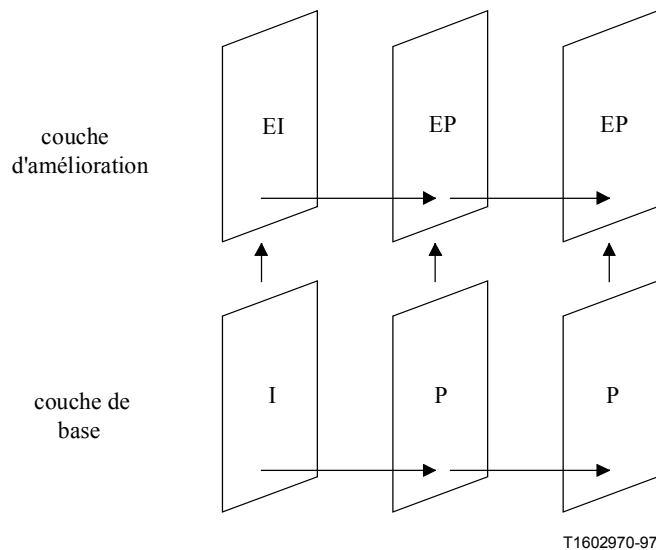 EI
EP
EP
couche
d'amélioration
I
P
P
couche de
base
T1602970-97